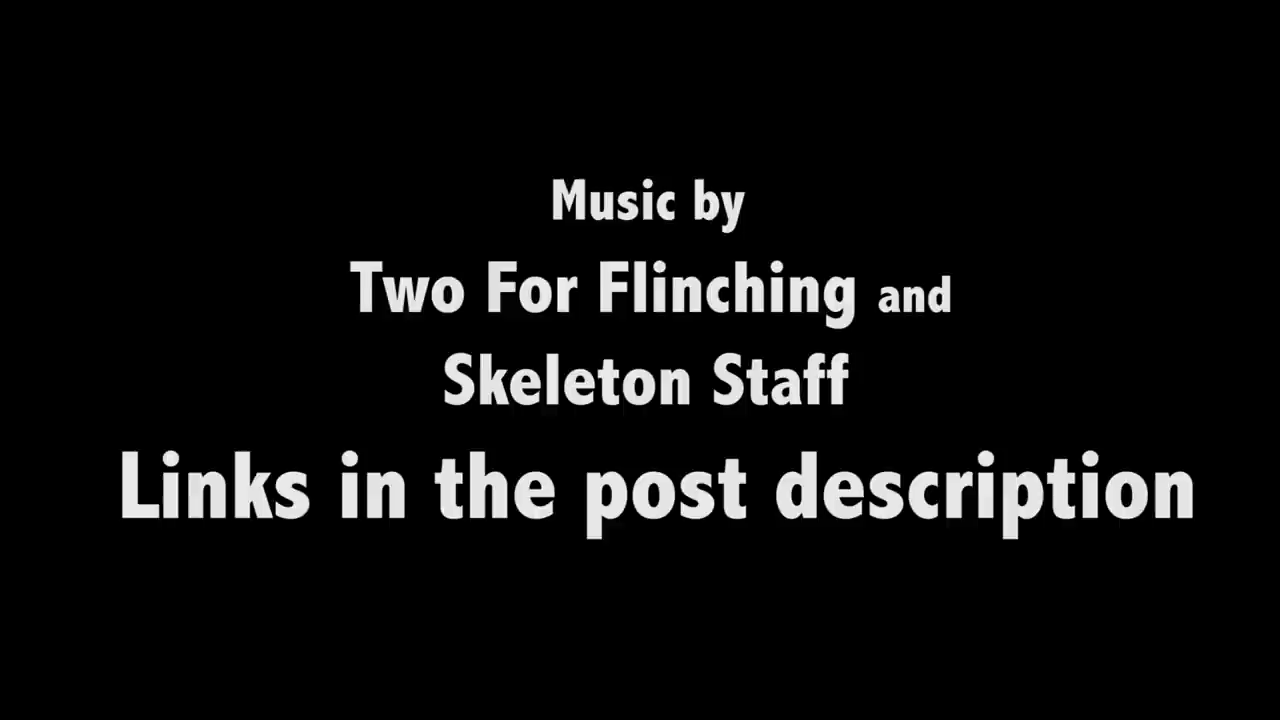 Music by
Two For Flinching and
Skeleton Staff
Links in the post description